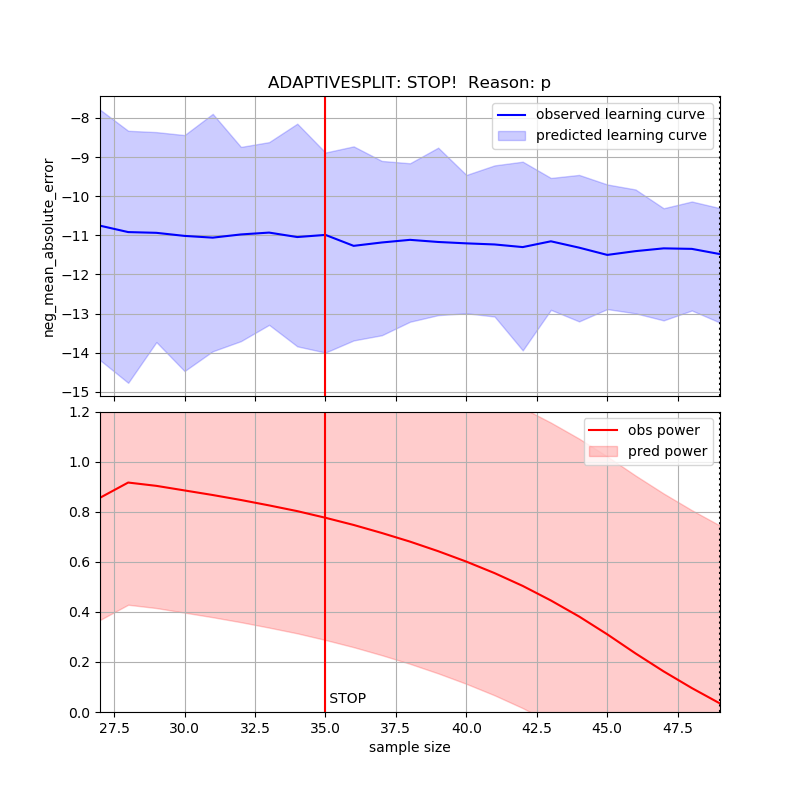 ADAPTIVESPLIT: STOP!  Reason: p
observed learning curve
predicted learning curve
neg_mean_absolute_error
−8
−9
−10
−11
−12
−13
−14
−15
obs power
pred power
1.2
1.0
0.8
0.6
0.4
0.2
0.0
STOP
27.5 30.0 32.5 35.0 37.5 40.0 42.5 45.0 47.5
sample size